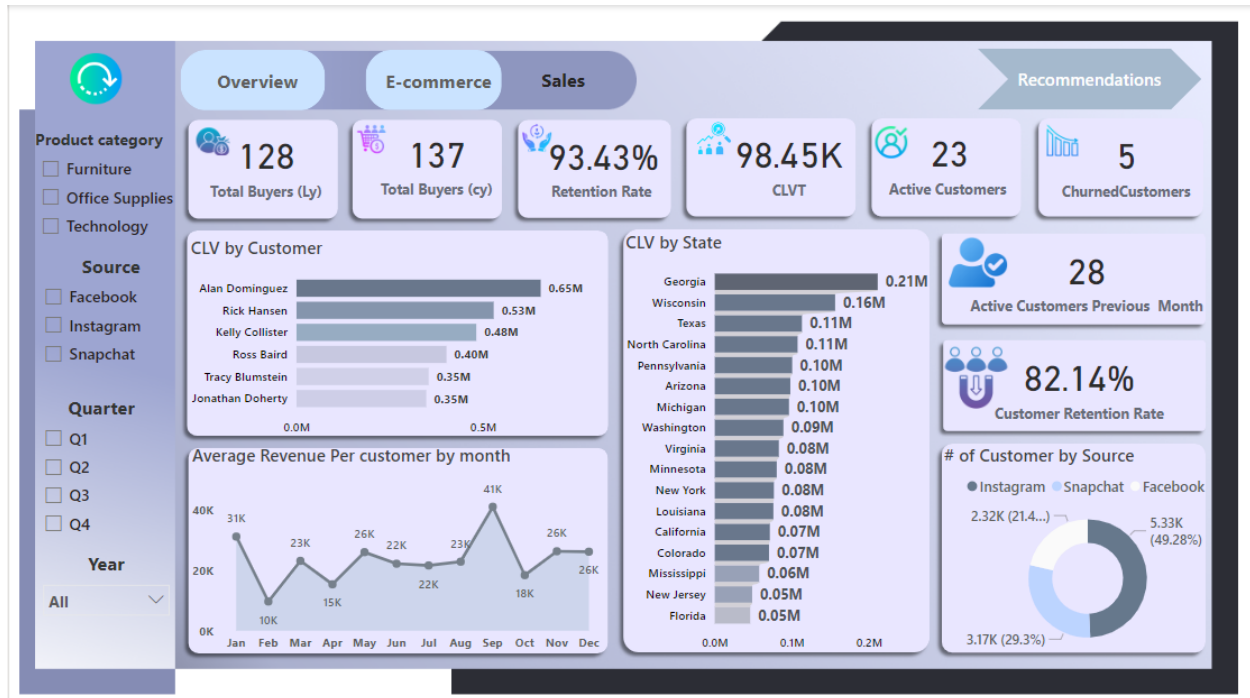 Overview
E-commerce
Sales
Recommendations
Product category
Furniture
Office Supplies
Technology
Source
Facebook
Instagram
Snapchat
Quarter
Q1
Q2
Q3
Q4
Year
All
128
Total Buyers (Ly)
137
Total Buyers (cy)
93.43%
Retention Rate
98.45K
CLVT
23
Active Customers
5
ChurnedCustomers
CLV by Customer
Alan Dominguez 0.65M
Rick Hansen 0.53M
Kelly Collister 0.48M
Ross Baird 0.40M
Tracy Blumstein 0.35M
Jonathan Doherty 0.35M
0.0M 0.5M
Average Revenue Per customer by month
40K
20K
0K
31K 10K 23K 15K 26K 22K 22K 23K 41K 18K 26K 26K
Jan Feb Mar Apr May Jun Jul Aug Sep Oct Nov Dec
CLV by State
Georgia 0.21M
Wisconsin 0.16M
Texas 0.11M
North Carolina 0.11M
Pennsylvania 0.10M
Arizona 0.10M
Michigan 0.10M
Washington 0.09M
Virginia 0.08M
Minnesota 0.08M
New York 0.08M
Louisiana 0.08M
California 0.07M
Colorado 0.07M
Mississippi 0.06M
New Jersey 0.05M
Florida 0.05M
0.0M 0.1M 0.2M
28
Active Customers Previous Month
82.14%
Customer Retention Rate
# of Customer by Source
Instagram Snapchat Facebook
2.32K (21.4...)
5.33K
(49.28%)
3.17K (29.3%)